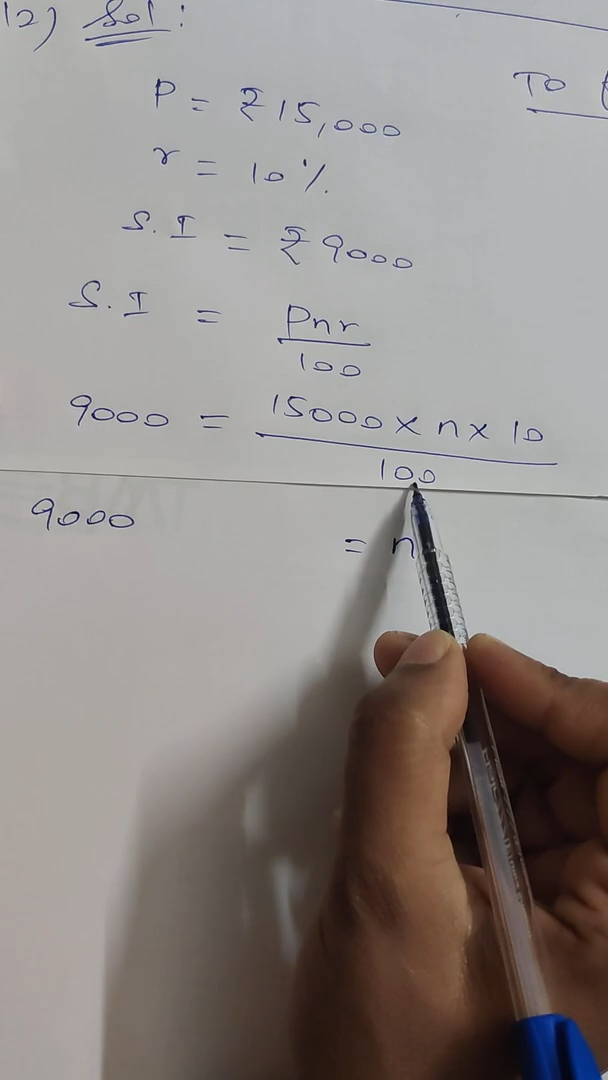 12) Sol:
To
P = ₹15,000
r = 10%
S.I = ₹9000
S.I = Pnr/100
9000 = 15000 × n × 10/100
9000 = n